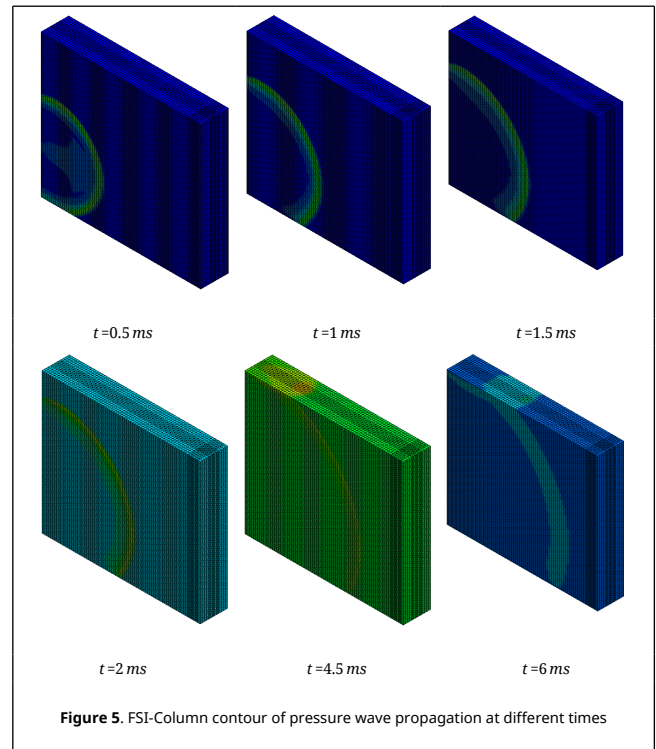 t=0.5 ms
t=1 ms
t=1.5 ms
t=2 ms
t=4.5 ms
t=6 ms
Figure 5. FSI-Column contour of pressure wave propagation at different times